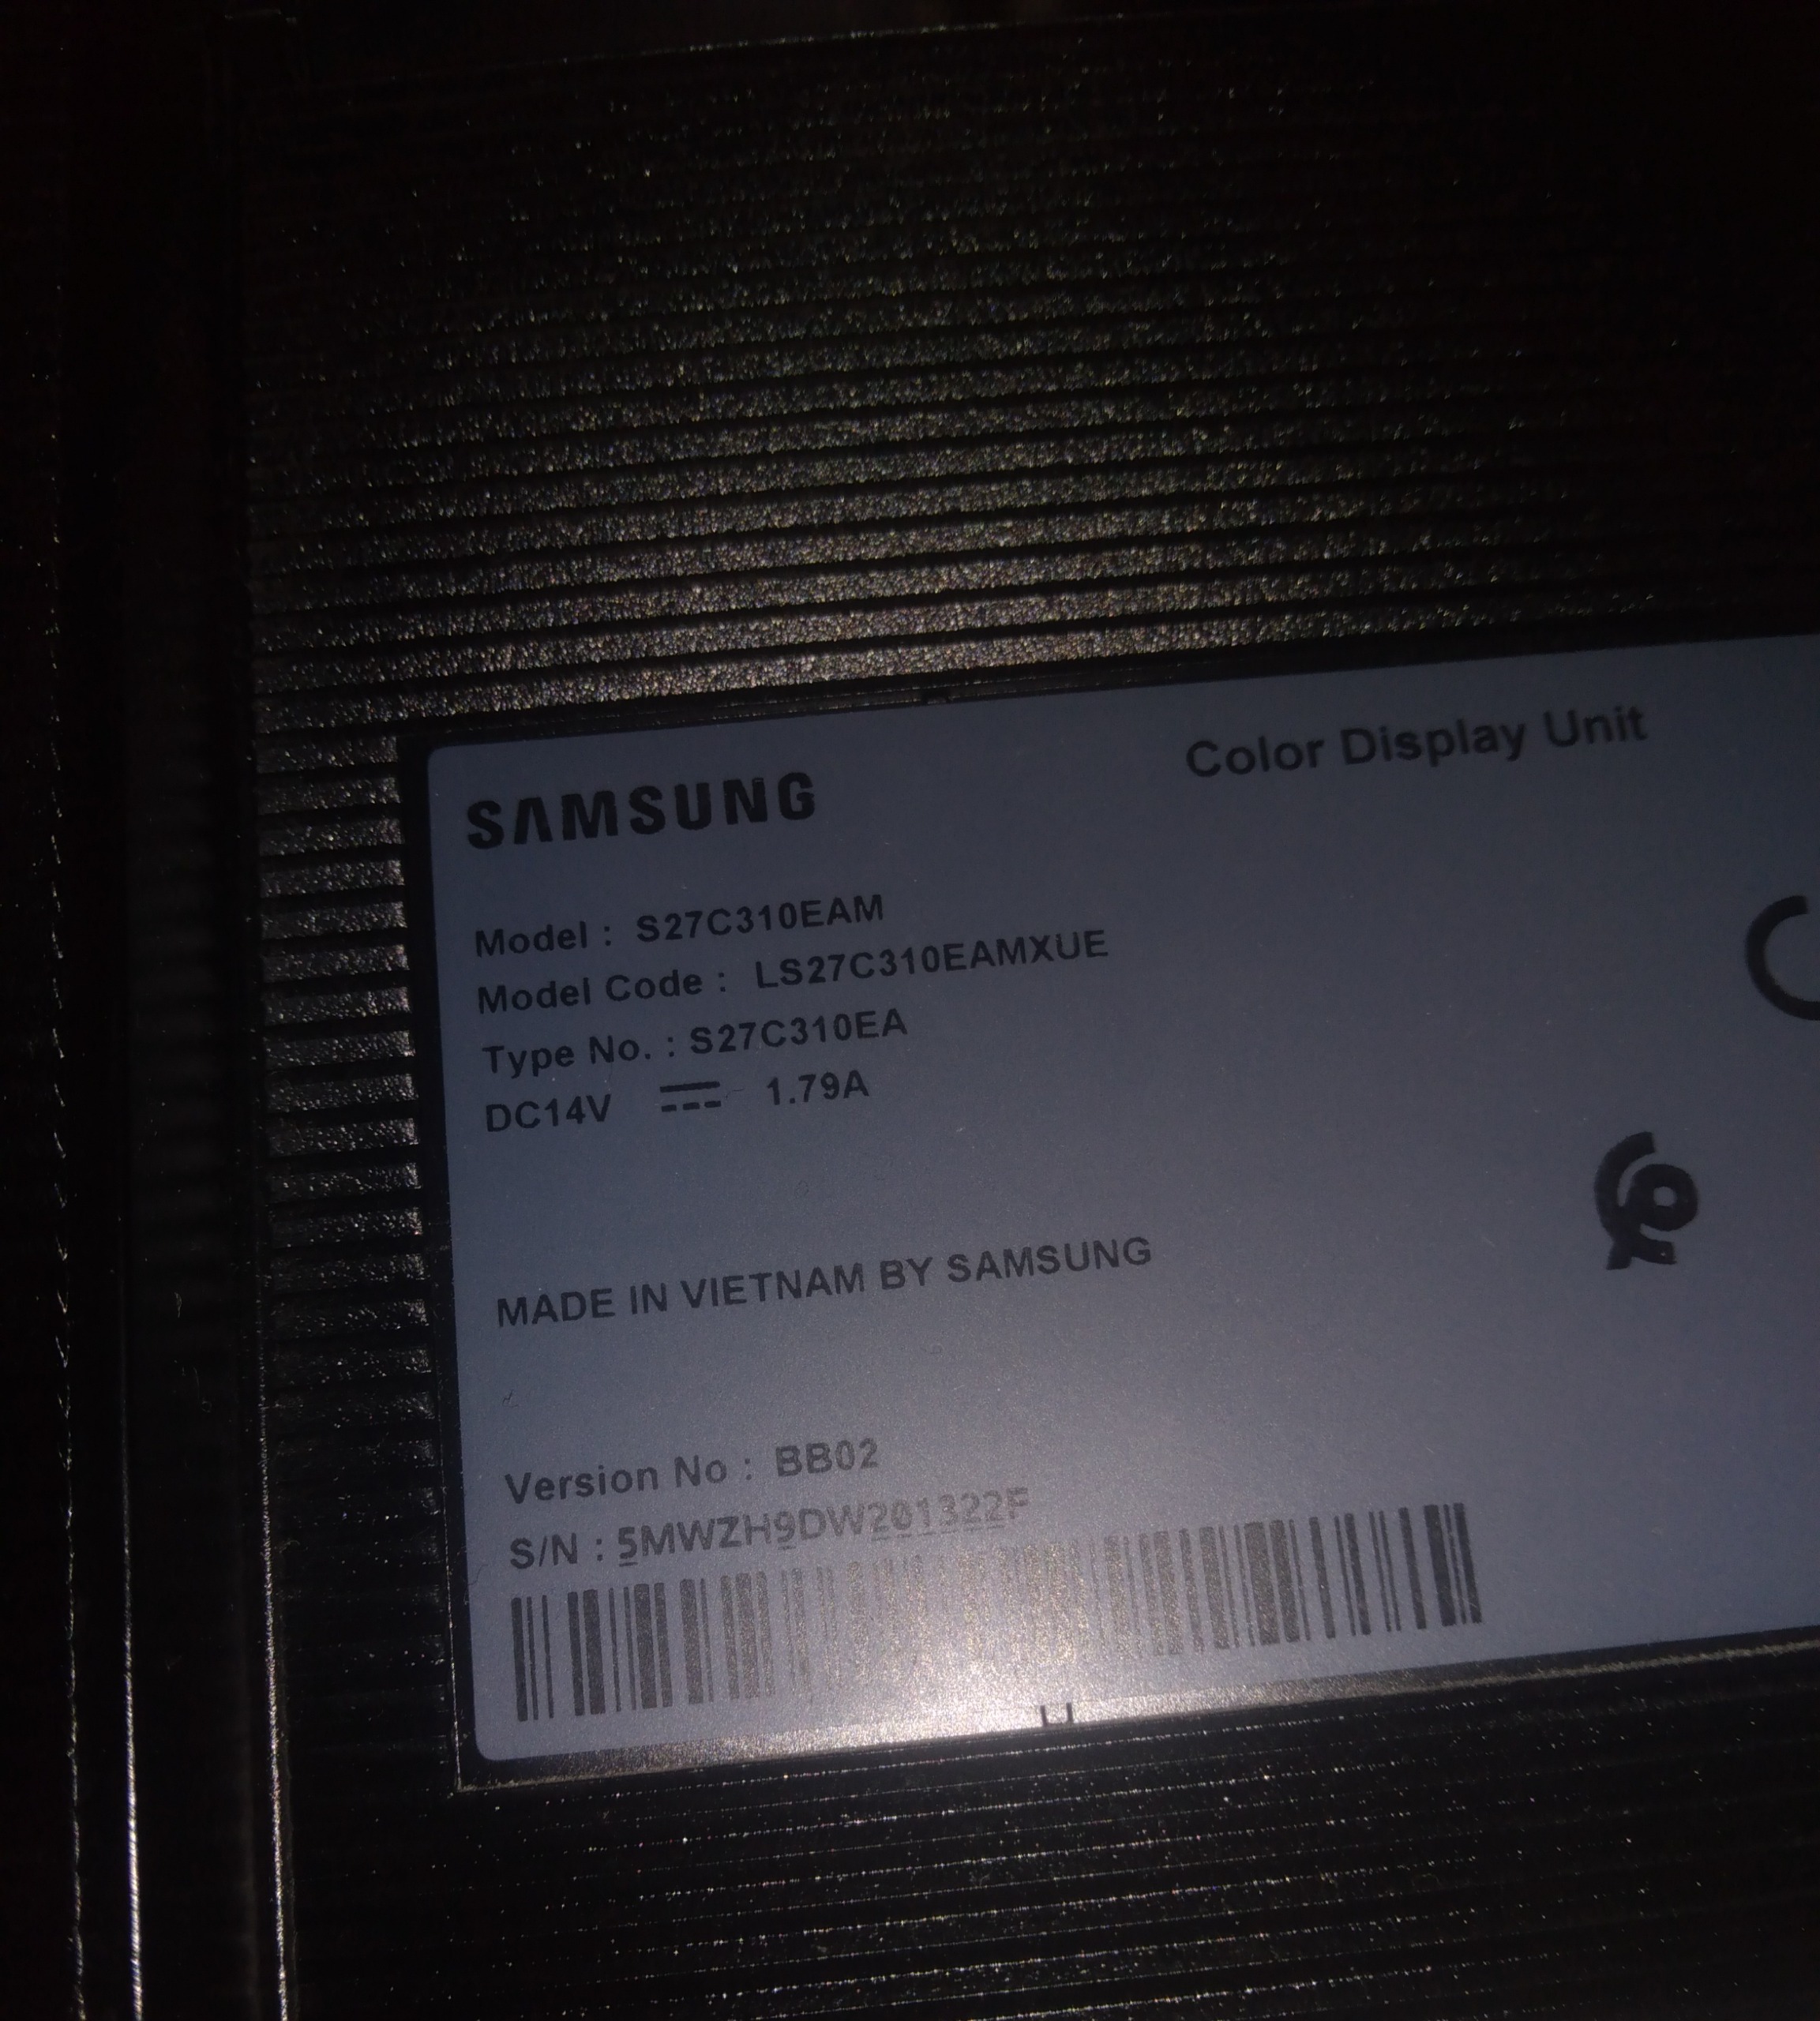 SAMSUNG
Color Display Unit
Model : S27C310EAM
Model Code : LS27C310EAMXUE
Type No. : S27C310EA
DC14V ⎓ 1.79A
MADE IN VIETNAM BY SAMSUNG
Version No : BB02
S/N : 5MWZH9DW201322F